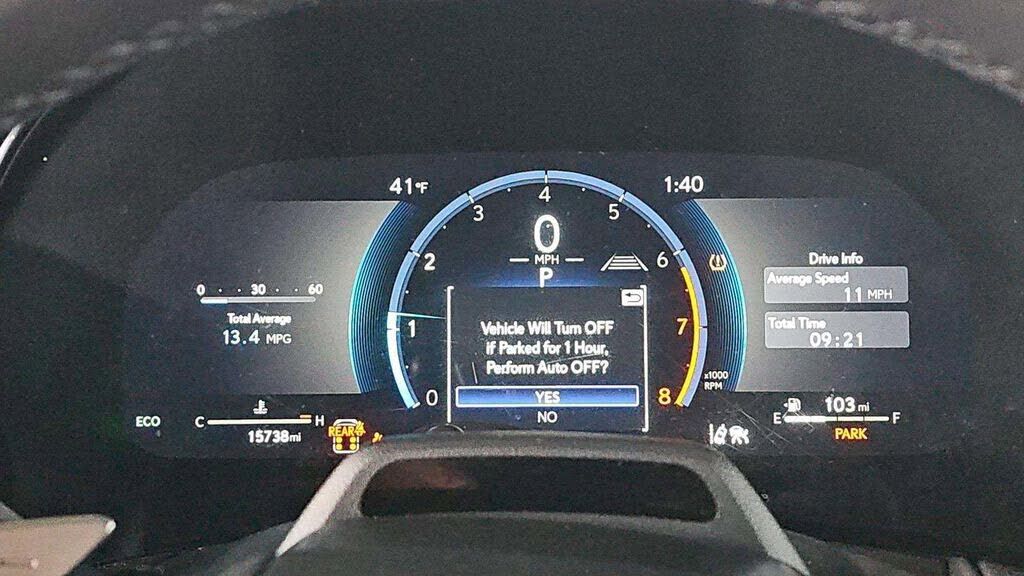 41°F
1:40
0 1 2 3 4 5 6 7 8
x1000
RPM
0
MPH
P
0 30 60
Total Average
13.4 MPG
Vehicle Will Turn OFF
if Parked for 1 Hour,
Perform Auto OFF?
YES
NO
Drive Info
Average Speed
11 MPH
Total Time
09:21
ECO
C H
15738mi
REAR
103mi
E F
PARK